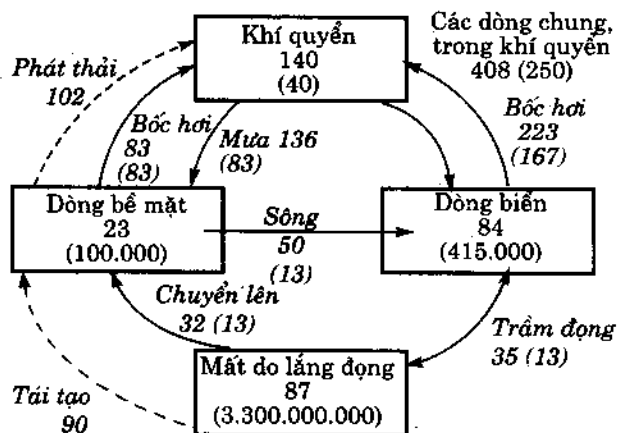 Khí quyển
140
(40)
Các dòng chung,
trong khí quyển
408 (250)
Phát thải
102
Bốc hơi
83
(83)
Mưa 136
(83)
Bốc hơi
223
(167)
Dòng bề mặt
23
(100.000)
Sông
50
(13)
Dòng biển
84
(415.000)
Chuyển lên
32 (13)
Trầm đọng
35 (13)
Mất do lắng đọng
87
(3.300.000.000)
Tái tạo
90